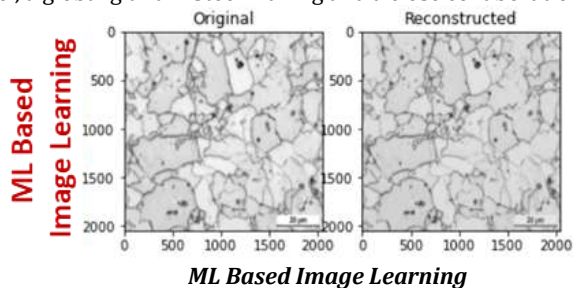 Original Reconstructed
0 0
500 500
1000 1000
1500 1500
2000 2000
0 500 1000 1500 2000 0 500 1000 1500 2000
ML Based
Image Learning
ML Based Image Learning